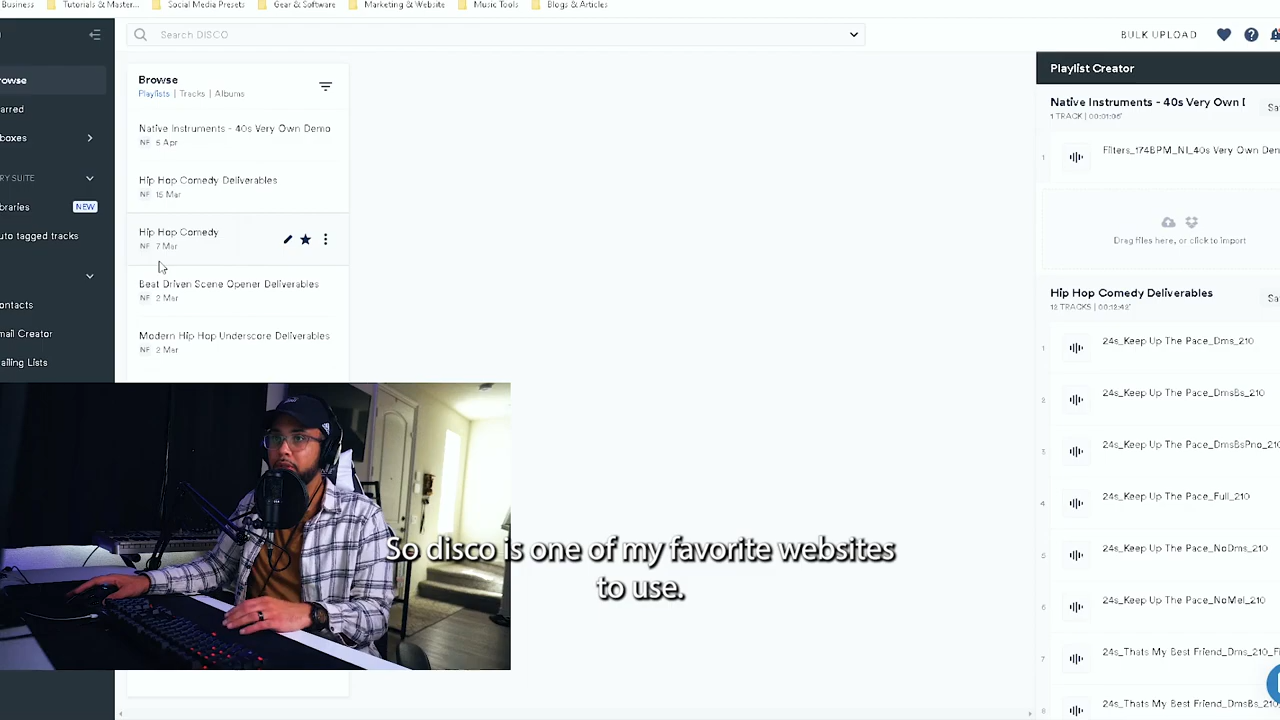 Business Tutorials & Master... Social Media Presets Gear & Software Marketing & Website Music Tools Blogs & Articles
Search DISCO
BULK UPLOAD
Browse
Playlists | Tracks | Albums
Native Instruments - 40s Very Own Demo
NF 5 Apr
Hip Hop Comedy Deliverables
NF 15 Mar
Hip Hop Comedy
NF 7 Mar
Beat Driven Scene Opener Deliverables
NF 2 Mar
Modern Hip Hop Underscore Deliverables
NF 2 Mar
rowse
arred
boxes
RY SUITE
braries NEW
uto tagged tracks
ontacts
mail Creator
ailing Lists
Playlist Creator
Native Instruments - 40s Very Own D
Sa
1 TRACK | 00:01:06
1 Filters_174BPM_NI_40s Very Own Den
Drag files here, or click to import
Hip Hop Comedy Deliverables
Sa
12 TRACKS | 00:12:42
1 24s_Keep Up The Pace_Dms_210
2 24s_Keep Up The Pace_DmsBs_210
3 24s_Keep Up The Pace_DmsBsPno_2
4 24s_Keep Up The Pace_Full_210
5 24s_Keep Up The Pace_NoDms_210
6 24s_Keep Up The Pace_NoMel_210
7 24s_Thats My Best Friend_Dms_210_Fi
8 24s_Thats My Best Friend_DmsBs_210
So disco is one of my favorite websites
to use.